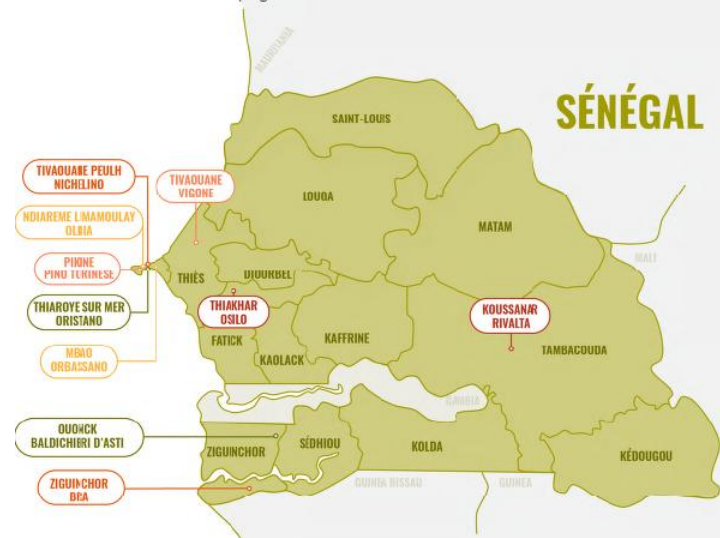 MAURITANIA
SÉNÉGAL
SAINT-LOUIS
TIVAOUANE PEULH
NICHELINO
TIVAOUANE
VIGONE
LOUGA
NDIAREME LIMAMOULAY
OLBIA
MATAM
PIKINE
PINO TORINESE
MALI
THIÈS
DIOURBEL
THIAROYE SUR MER
ORISTANO
THIAKHAR
OSILO
KOUSSANAR
RIVALTA
FATICK
KAFFRINE
TAMBACOUDA
MBAO
ORBASSANO
KAOLACK
GAMBIA
OUONCK
BALDICHIERI D'ASTI
ZIGUINCHOR
SÉDHIOU
KOLDA
KÉDOUGOU
ZIGUINCHOR
BRA
GUINEA BISSAU
GUINEA